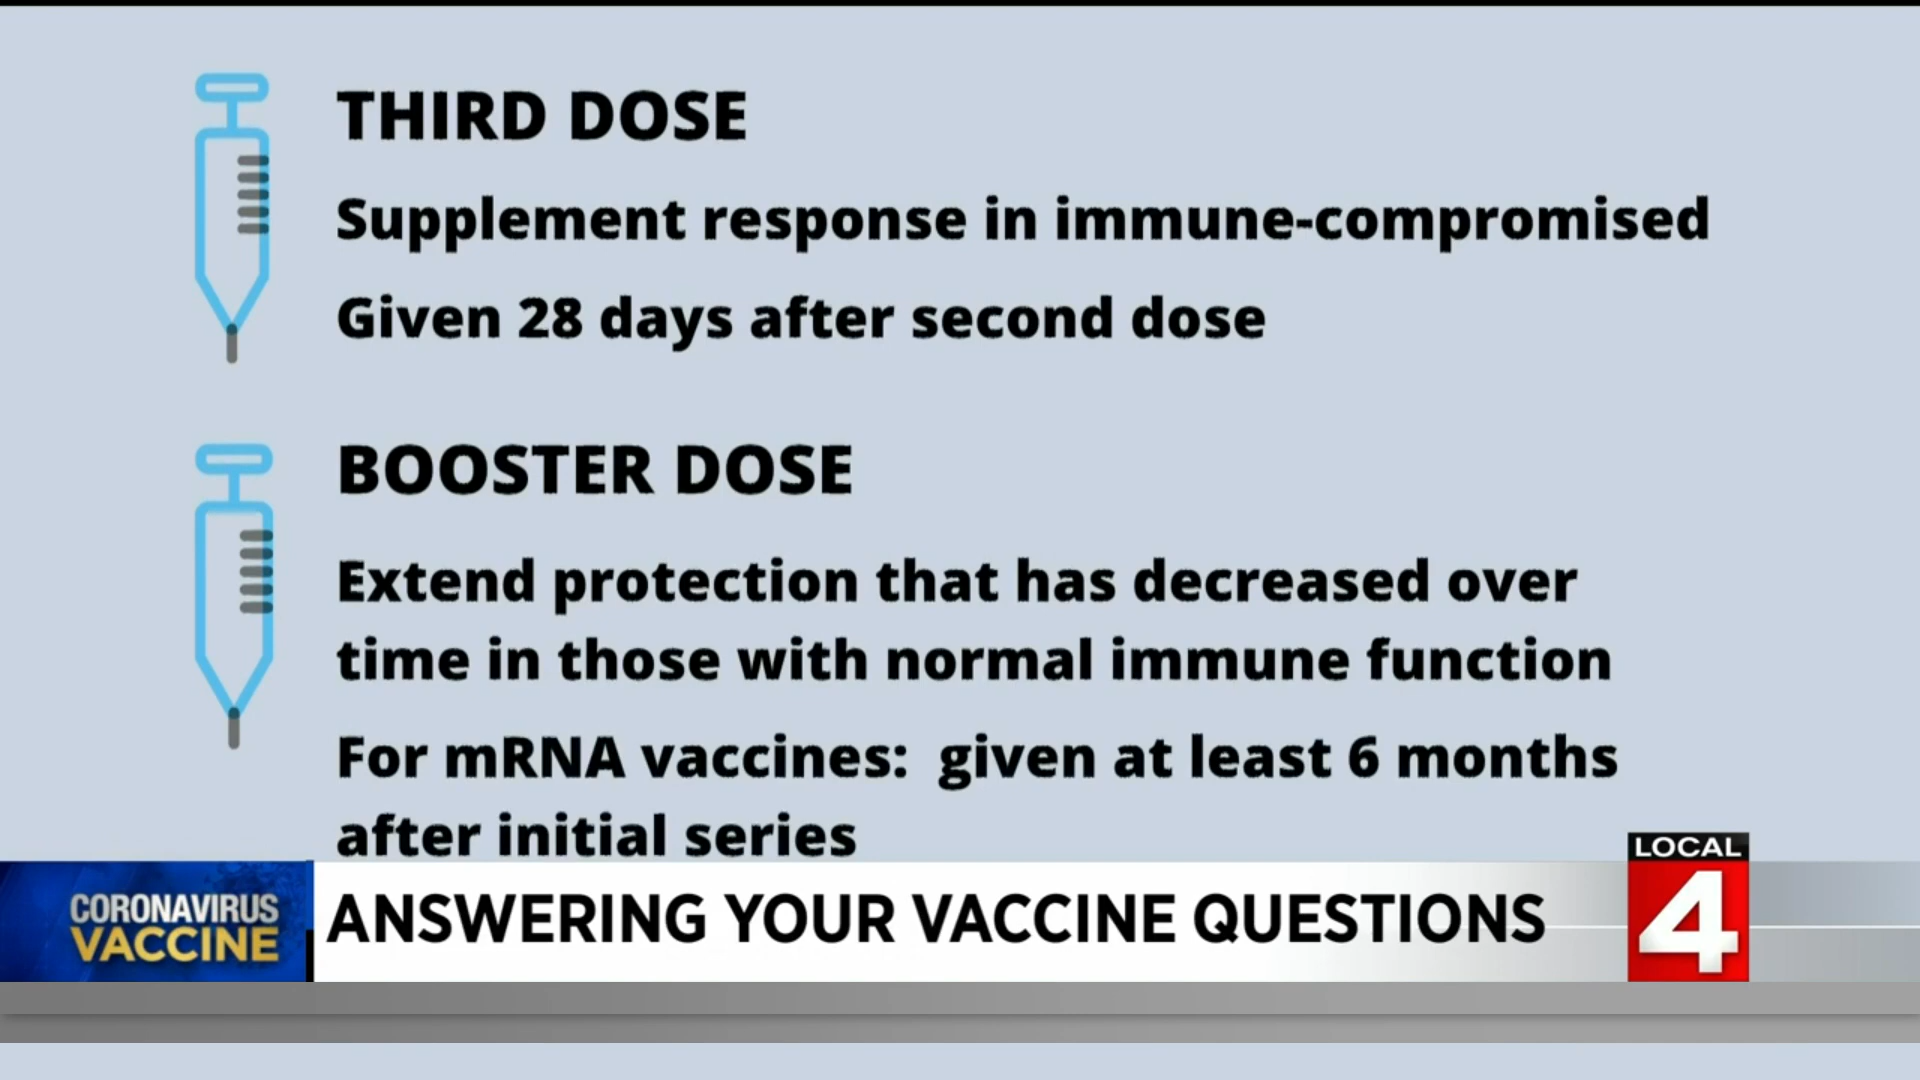 THIRD DOSE
Supplement response in immune-compromised
Given 28 days after second dose
BOOSTER DOSE
Extend protection that has decreased over
time in those with normal immune function
For mRNA vaccines:  given at least 6 months
after initial series
CORONAVIRUS
VACCINE
ANSWERING YOUR VACCINE QUESTIONS
LOCAL
4